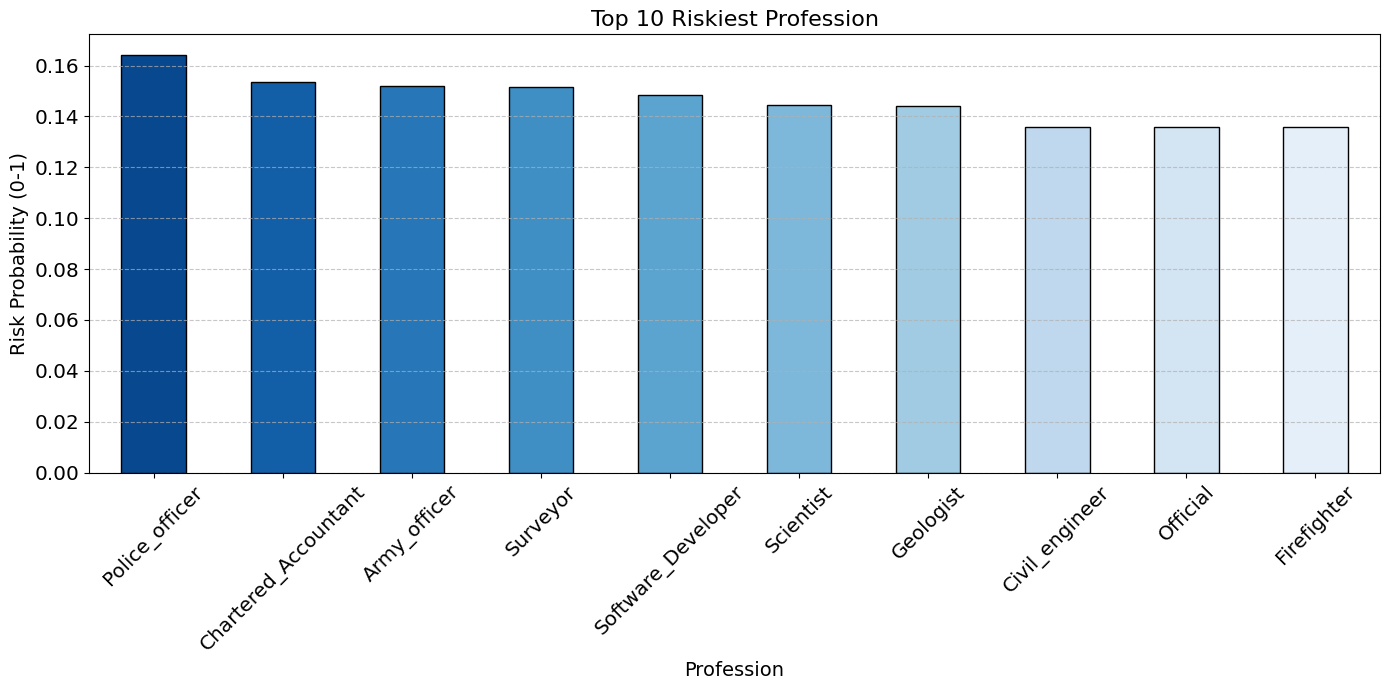 Top 10 Riskiest Profession
Risk Probability (0-1)
0.16
0.14
0.12
0.10
0.08
0.06
0.04
0.02
0.00
Police_officer
Chartered_Accountant
Army_officer
Surveyor
Software_Developer
Scientist
Geologist
Civil_engineer
Official
Firefighter
Profession